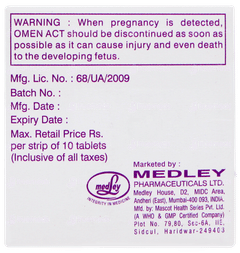 WARNING : When pregnancy is detected,
OMEN ACT should be discontinued as soon as
possible as it can cause injury and even death
to the developing fetus.
Mfg. Lic. No. : 68/UA/2009
Batch No. :
Mfg. Date :
Expiry Date :
Max. Retail Price Rs.
per strip of 10 tablets
(Inclusive of all taxes)
medley
INTEGRITY IN MEDICINE
Marketed by :
MEDLEY
PHARMACEUTICALS LTD.
Medley House, D2, MIDC Area,
Andheri (East), Mumbai-400 093, INDIA.
Mfg. by: Mascot Health Series Pvt. Ltd.
(A WHO & GMP Certified Company)
Plot No. 79,80, Sec-6A, IIE,
Sidcul, Haridwar-249403